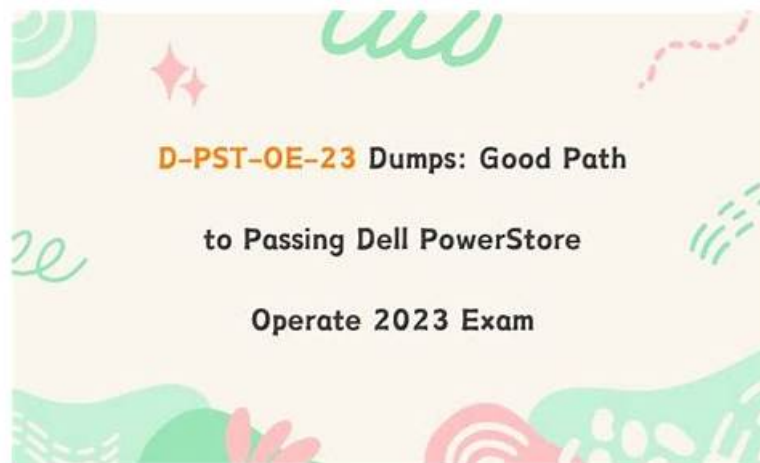 D-PST-OE-23 Dumps: Good Path
to Passing Dell PowerStore
Operate 2023 Exam